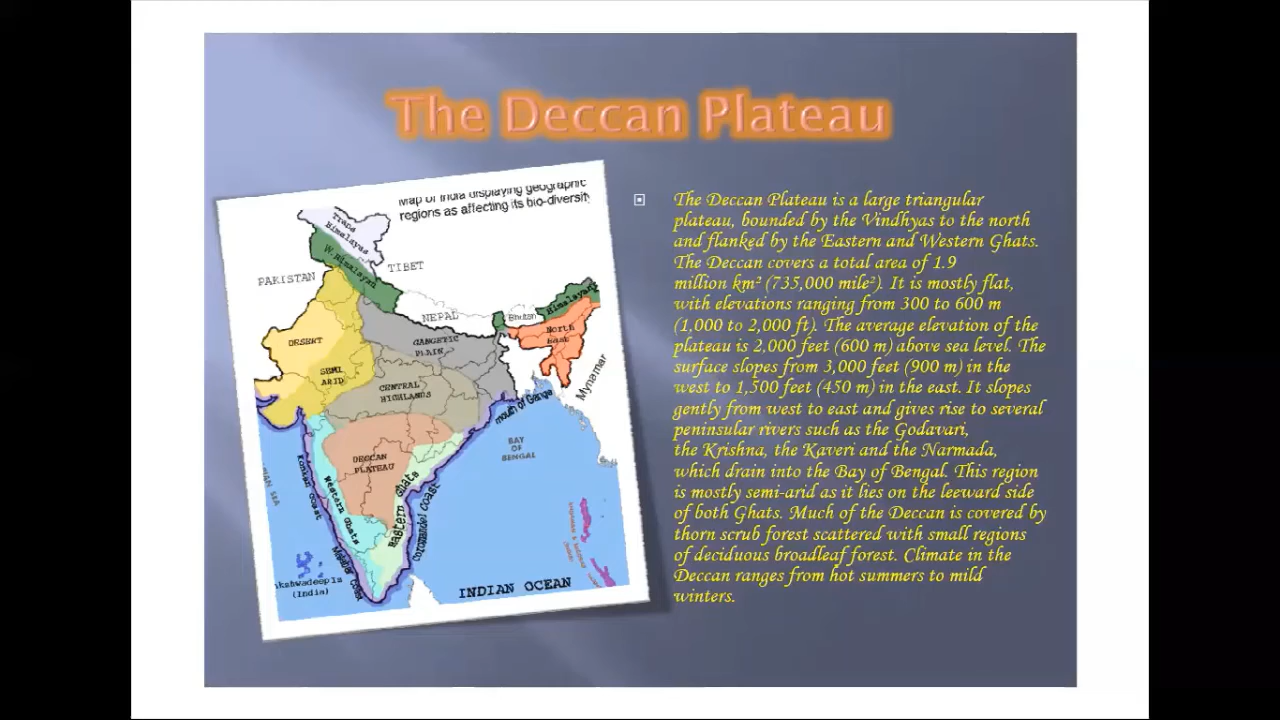 The Deccan Plateau
Map of India displaying geographic
regions as affecting its bio-diversity
Trans
Himalayas
W.Himalayan
PAKISTAN
TIBET
NEPAL
Bhutan
Himalayan
North
East
Mynamar
DESERT
SEMI
ARID
GANGETIC
PLAIN
CENTRAL
HIGHLANDS
mouth of Ganga
BAY
OF
BENGAL
DECCAN
PLATEAU
Konkan coast
Western Ghats
Eastern Ghats
Coromandel coast
Malabar Coast
(India)
INDIAN OCEAN
The Deccan Plateau is a large triangular
plateau, bounded by the Vindhyas to the north
and flanked by the Eastern and Western Ghats.
The Deccan covers a total area of 1.9
million km² (735,000 mile²). It is mostly flat,
with elevations ranging from 300 to 600 m
(1,000 to 2,000 ft). The average elevation of the
plateau is 2,000 feet (600 m) above sea level. The
surface slopes from 3,000 feet (900 m) in the
west to 1,500 feet (450 m) in the east. It slopes
gently from west to east and gives rise to several
peninsular rivers such as the Godavari,
the Krishna, the Kaveri and the Narmada,
which drain into the Bay of Bengal. This region
is mostly semi-arid as it lies on the leeward side
of both Ghats. Much of the Deccan is covered by
thorn scrub forest scattered with small regions
of deciduous broadleaf forest. Climate in the
Deccan ranges from hot summers to mild
winters.